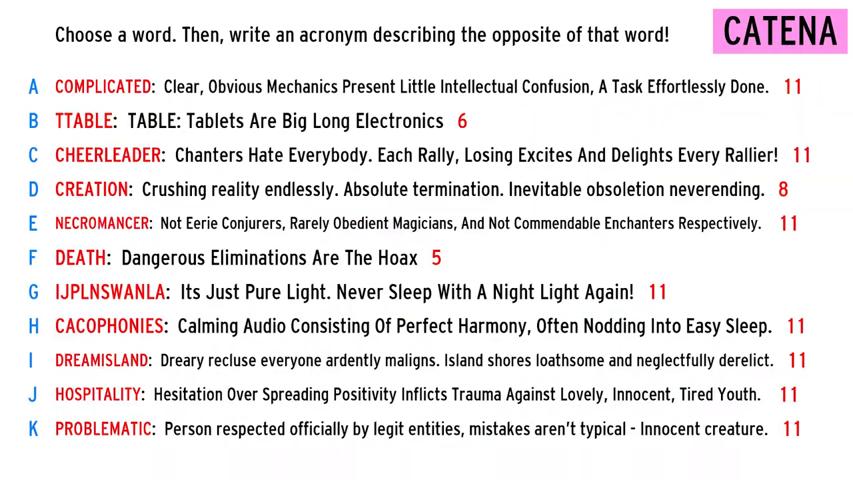 Choose a word. Then, write an acronym describing the opposite of that word!
CATENA
A COMPLICATED: Clear, Obvious Mechanics Present Little Intellectual Confusion, A Task Effortlessly Done. 11
B TTABLE: TABLE: Tablets Are Big Long Electronics 6
C CHEERLEADER: Chanters Hate Everybody. Each Rally, Losing Excites And Delights Every Rallier! 11
D CREATION: Crushing reality endlessly. Absolute termination. Inevitable obsoletion neverending. 8
E NECROMANCER: Not Eerie Conjurers, Rarely Obedient Magicians, And Not Commendable Enchanters Respectively. 11
F DEATH: Dangerous Eliminations Are The Hoax 5
G IJPLNSWANLA: Its Just Pure Light. Never Sleep With A Night Light Again! 11
H CACOPHONIES: Calming Audio Consisting Of Perfect Harmony, Often Nodding Into Easy Sleep. 11
I DREAMISLAND: Dreary recluse everyone ardently maligns. Island shores loathsome and neglectfully derelict. 11
J HOSPITALITY: Hesitation Over Spreading Positivity Inflicts Trauma Against Lovely, Innocent, Tired Youth. 11
K PROBLEMATIC: Person respected officially by legit entities, mistakes aren't typical - Innocent creature. 11